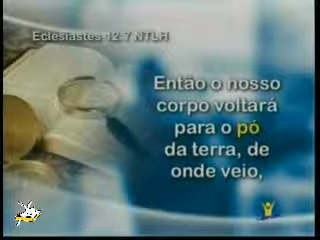 Eclesiastes 12-7 NTLH
Então o nosso
corpo voltará
para o pó
da terra, de
onde veio,